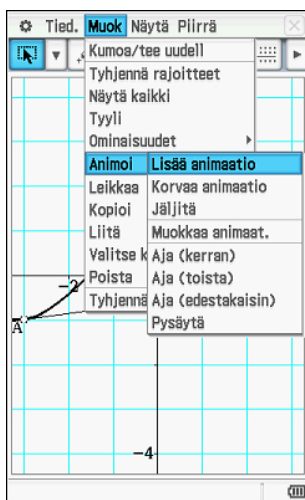 Tied. Muok Näytä Piirrä
Kumoa/tee uudell
Tyhjennä rajoitteet
Näytä kaikki
Tyyli
Ominaisuudet
Animoi
Leikkaa
Kopioi
Liitä
Valitse k
Poista
Tyhjennä
Lisää animaatio
Korvaa animaatio
Jäljitä
Muokkaa animaat.
Aja (kerran)
Aja (toista)
Aja (edestakaisin)
Pysäytä
-2
A
-4